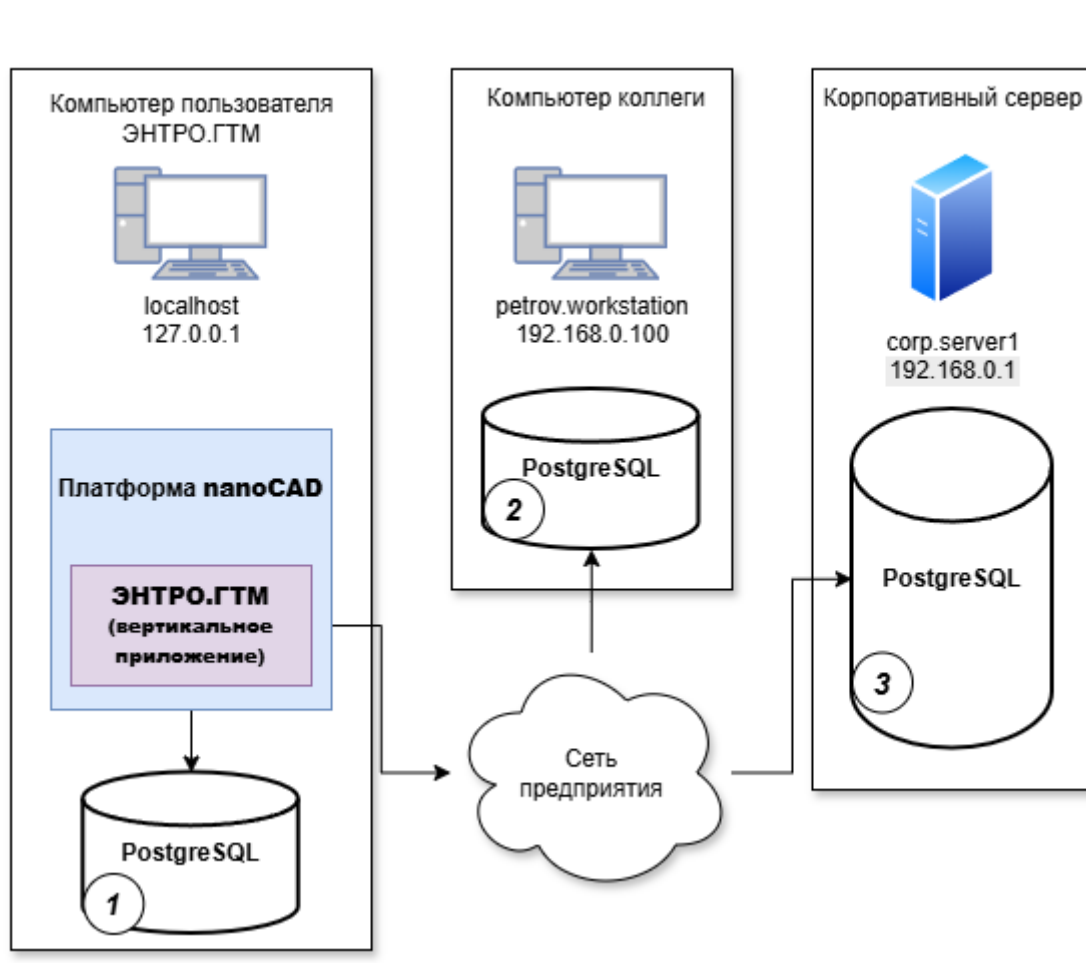 Компьютер пользователя
ЭНТРО.ГТМ
localhost
127.0.0.1
Платформа nanoCAD
ЭНТРО.ГТМ
(вертикальное
приложение)
PostgreSQL
1
Компьютер коллеги
petrov.workstation
192.168.0.100
PostgreSQL
2
Сеть
предприятия
Корпоративный сервер
corp.server1
192.168.0.1
PostgreSQL
3